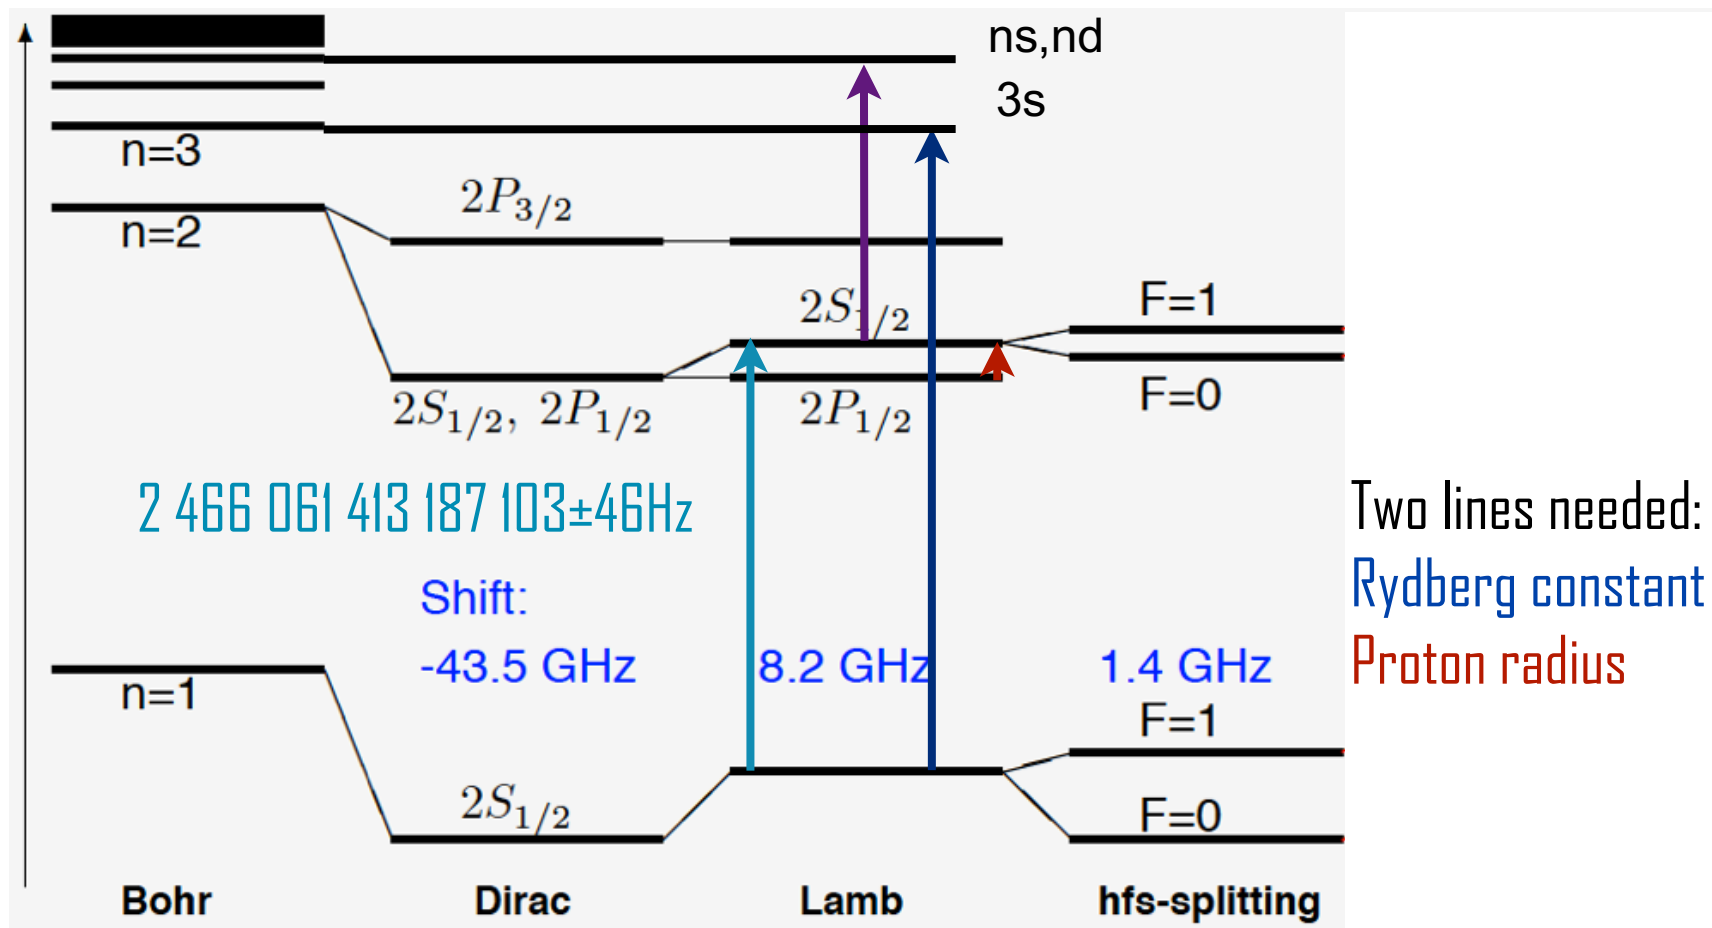 ns,nd
3s
n=3
2P3/2
n=2
2S1/2
F=1
F=0
2S1/2, 2P1/2
2P1/2
2 466 061 413 187 103±46Hz
Two lines needed:
Rydberg constant
Proton radius
Shift:
-43.5 GHz
8.2 GHz
1.4 GHz
n=1
F=1
2S1/2
F=0
Bohr
Dirac
Lamb
hfs-splitting